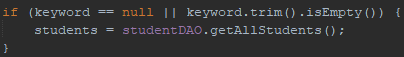 if (keyword == null || keyword.trim().isEmpty()) {
    students = studentDAO.getAllStudents();
}